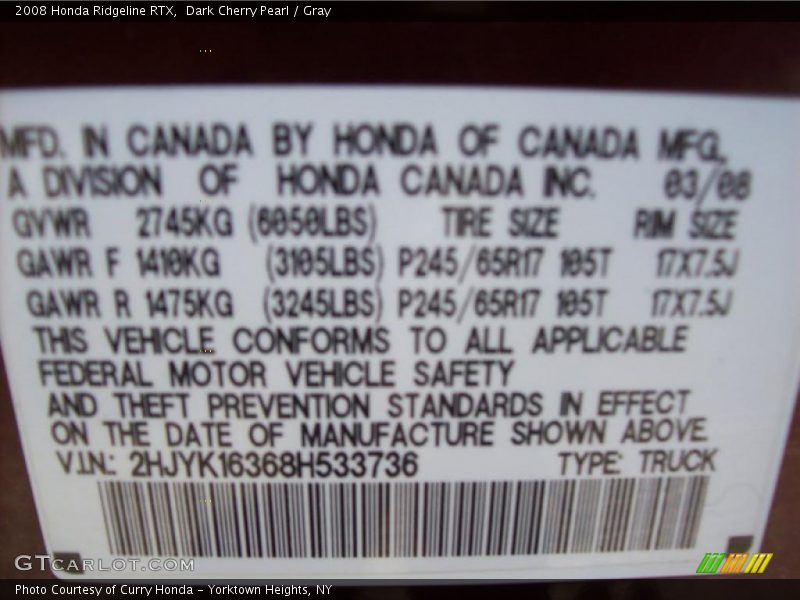 2008 Honda Ridgeline RTX,  Dark Cherry Pearl / Gray
MFD. IN CANADA BY HONDA OF CANADA MFG.,
A DIVISION OF HONDA CANADA INC. 03/08
GVWR 2745KG (6050LBS) TIRE SIZE RIM SIZE
GAWR F 1410KG (3105LBS) P245/65R17 105T 17X7.5J
GAWR R 1475KG (3245LBS) P245/65R17 105T 17X7.5J
THIS VEHICLE CONFORMS TO ALL APPLICABLE
FEDERAL MOTOR VEHICLE SAFETY
AND THEFT PREVENTION STANDARDS IN EFFECT
ON THE DATE OF MANUFACTURE SHOWN ABOVE
V.I.N.: 2HJYK16368H533736 TYPE: TRUCK
GTCARLOT.COM
Photo Courtesy of Curry Honda - Yorktown Heights, NY